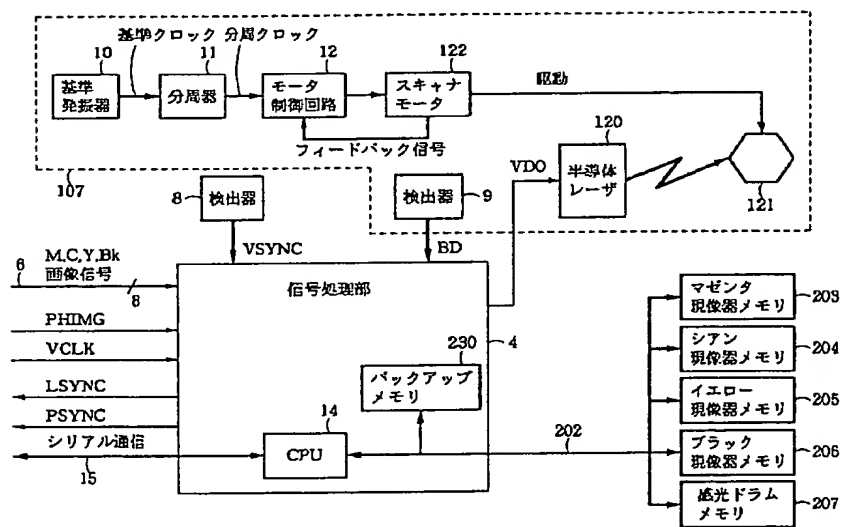 基準クロック 分周クロック
10
11
12
122
基準
発振器
分周器
モータ
制御回路
スキャナ
モータ
駆動
フィードバック信号
107
120
半導体
レーザ
VDO
121
8
検出器
検出器
9
VSYNC
BD
M,C,Y,Bk
画像信号
6
8
信号処理部
4
PHIMG
VCLK
LSYNC
PSYNC
シリアル通信
15
14
CPU
230
バックアップ
メモリ
202
マゼンタ
現像器メモリ
203
シアン
現像器メモリ
204
イエロー
現像器メモリ
205
ブラック
現像器メモリ
206
感光ドラム
メモリ
207